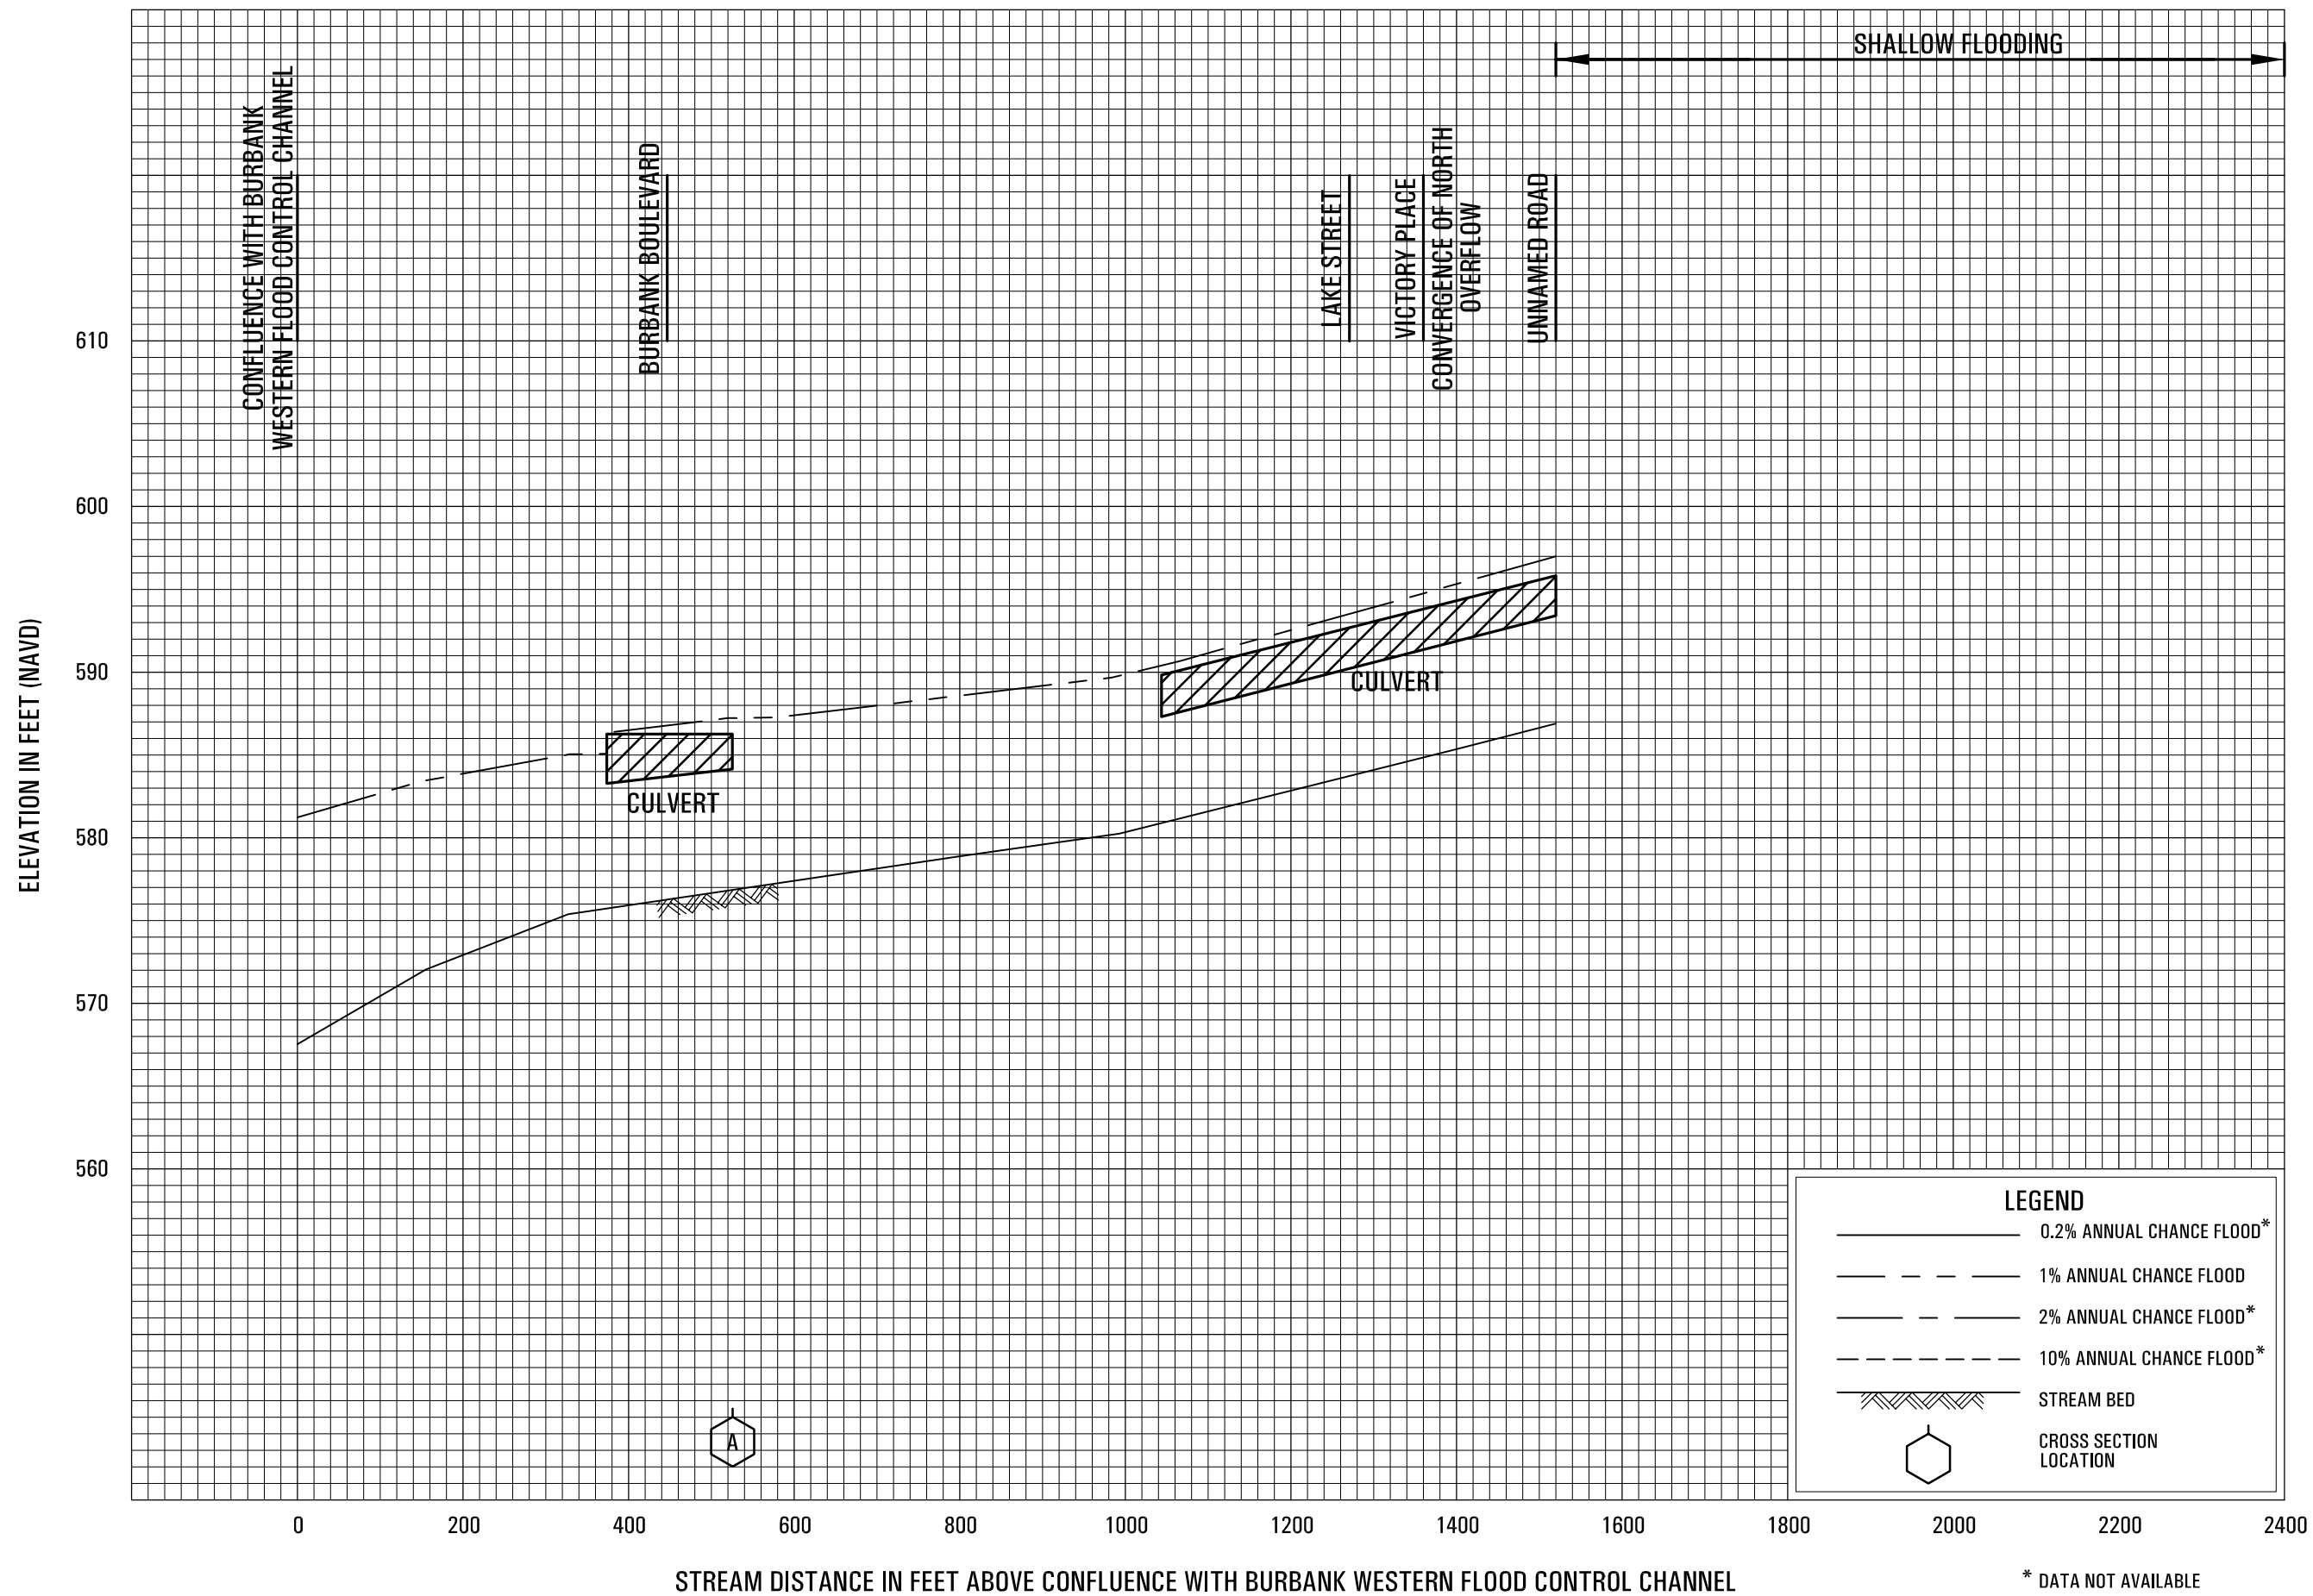 SHALLOW FLOODING
CONFLUENCE WITH BURBANK
WESTERN FLOOD CONTROL CHANNEL
BURBANK BOULEVARD
LAKE STREET
VICTORY PLACE
CONVERGENCE OF NORTH
OVERFLOW
UNNAMED ROAD
ELEVATION IN FEET (NAVD)
610
600
590
580
570
560
CULVERT
CULVERT
A
LEGEND
0.2% ANNUAL CHANCE FLOOD*
1% ANNUAL CHANCE FLOOD
2% ANNUAL CHANCE FLOOD*
10% ANNUAL CHANCE FLOOD*
STREAM BED
CROSS SECTION
LOCATION
0 200 400 600 800 1000 1200 1400 1600 1800 2000 2200 2400
STREAM DISTANCE IN FEET ABOVE CONFLUENCE WITH BURBANK WESTERN FLOOD CONTROL CHANNEL
* DATA NOT AVAILABLE